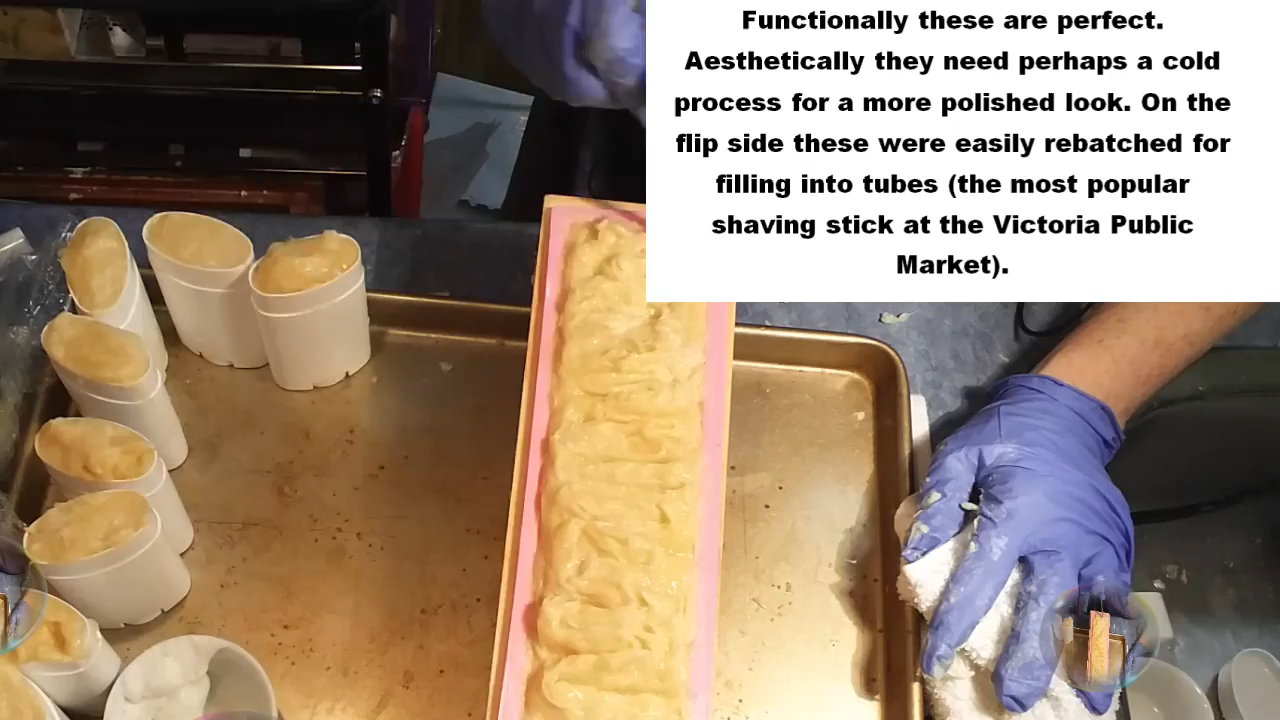 Functionally these are perfect.
Aesthetically they need perhaps a cold
process for a more polished look. On the
flip side these were easily rebatched for
filling into tubes (the most popular
shaving stick at the Victoria Public
Market).